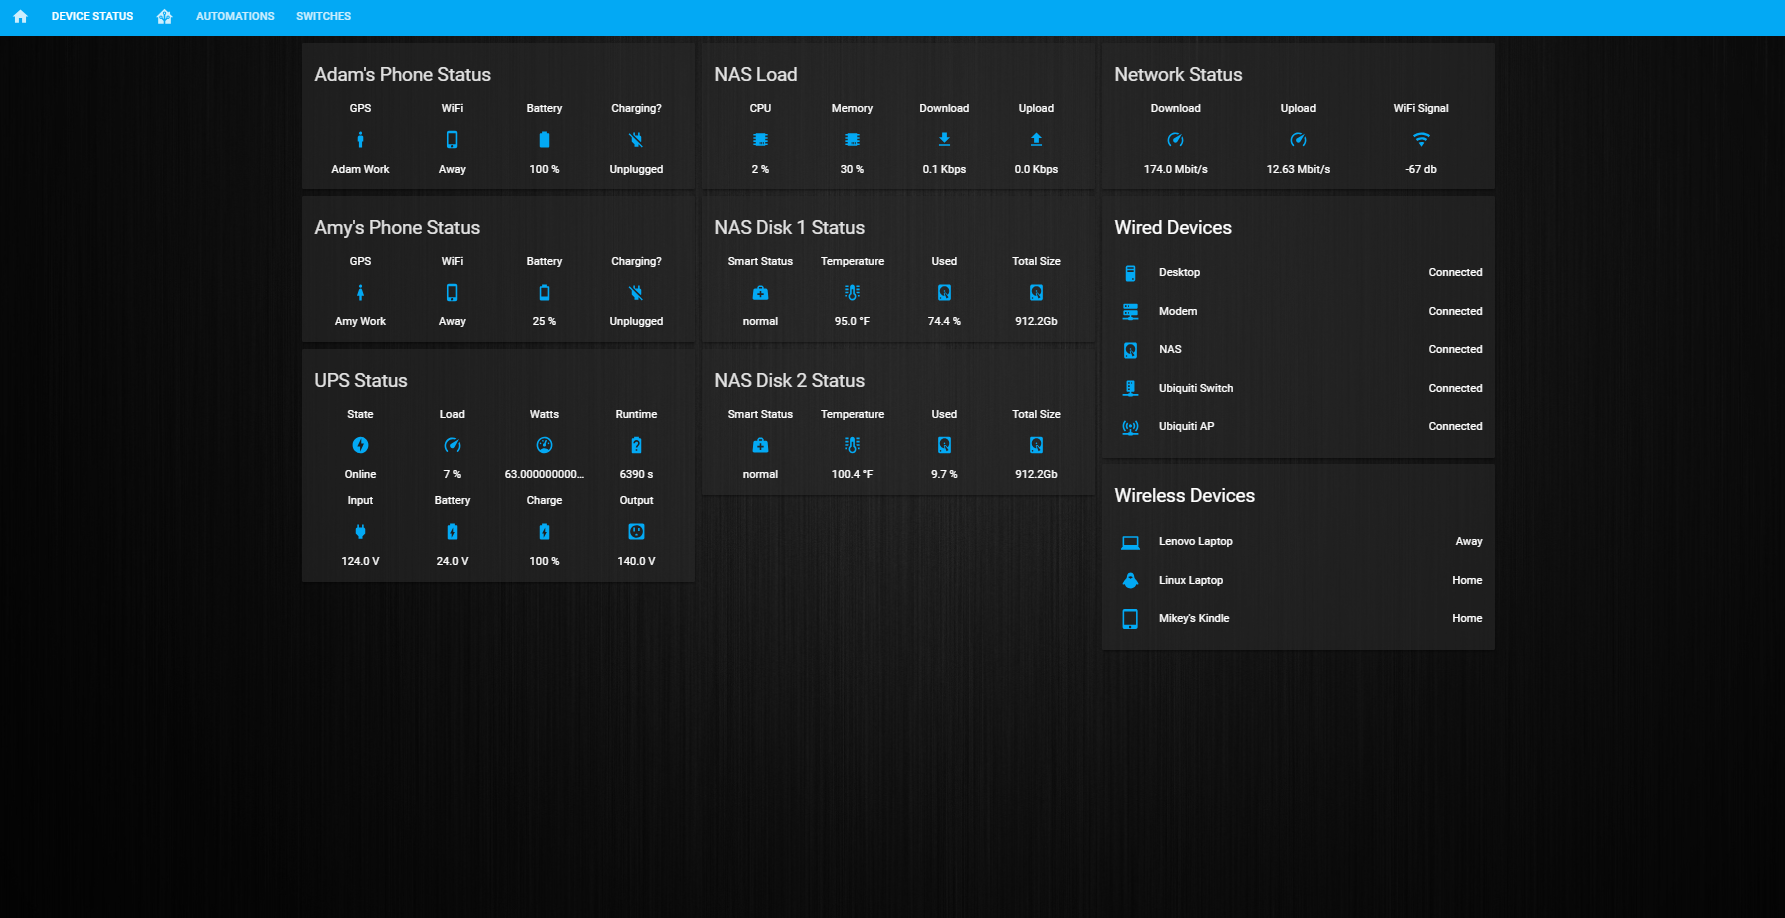 DEVICE STATUS AUTOMATIONS SWITCHES
Adam's Phone Status
GPS WiFi Battery Charging?
Adam Work Away 100 % Unplugged
Amy's Phone Status
GPS WiFi Battery Charging?
Amy Work Away 25 % Unplugged
UPS Status
State Load Watts Runtime
Online 7 % 63.000000000... 6390 s
Input Battery Charge Output
124.0 V 24.0 V 100 % 140.0 V
NAS Load
CPU Memory Download Upload
2 % 30 % 0.1 Kbps 0.0 Kbps
NAS Disk 1 Status
Smart Status Temperature Used Total Size
normal 95.0 °F 74.4 % 912.2Gb
NAS Disk 2 Status
Smart Status Temperature Used Total Size
normal 100.4 °F 9.7 % 912.2Gb
Network Status
Download Upload WiFi Signal
174.0 Mbit/s 12.63 Mbit/s -67 db
Wired Devices
Desktop Connected
Modem Connected
NAS Connected
Ubiquiti Switch Connected
Ubiquiti AP Connected
Wireless Devices
Lenovo Laptop Away
Linux Laptop Home
Mikey's Kindle Home